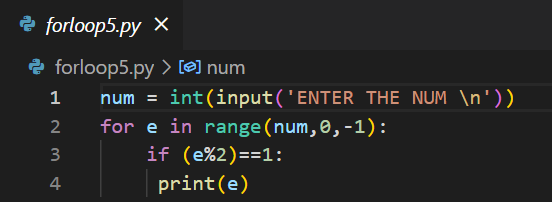 forloop5.py ×
forloop5.py > num
1 num = int(input('ENTER THE NUM \n'))
2 for e in range(num,0,-1):
3     if (e%2)==1:
4      print(e)